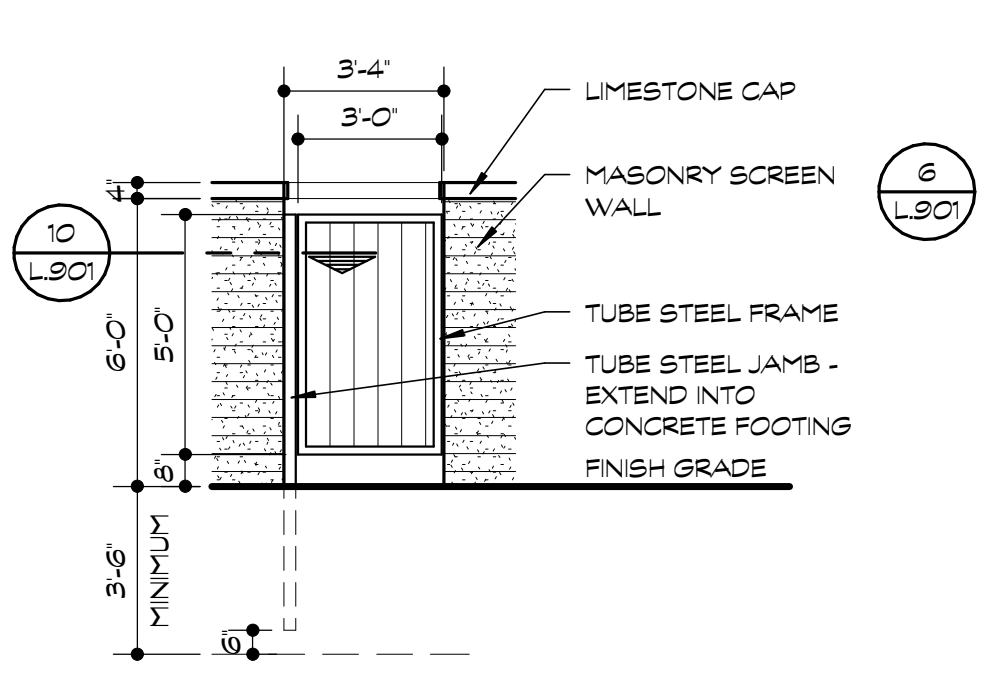 3'-4"
3'-0"
LIMESTONE CAP
4"
MASONRY SCREEN
WALL
6
L.901
10
L.901
6'-0"
5'-0"
TUBE STEEL FRAME
TUBE STEEL JAMB -
EXTEND INTO
CONCRETE FOOTING
8"
FINISH GRADE
3'-6"
MINIMUM
6"